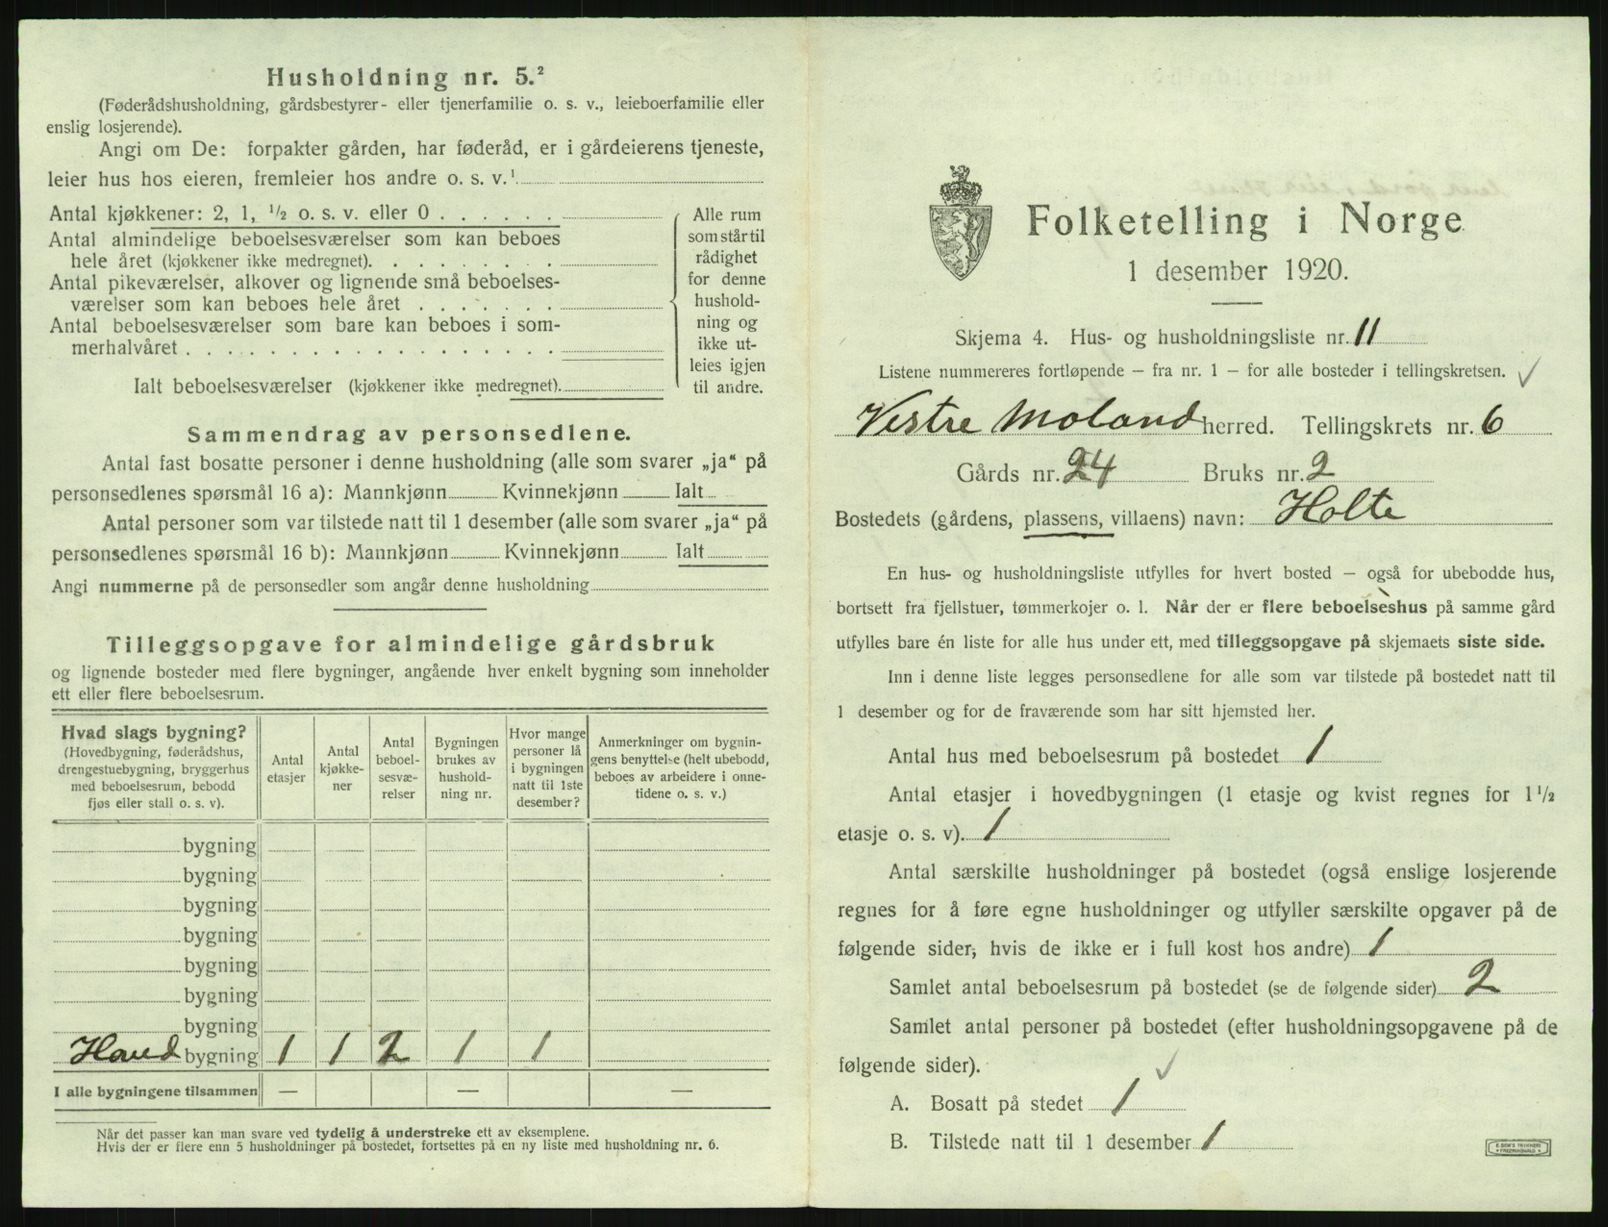 Husholdning nr. 5.²
(Føderådshusholdning, gårdsbestyrer- eller tjenerfamilie o. s. v., leieboerfamilie eller
enslig losjerende).
Angi om De: forpakter gården, har føderåd, er i gårdeierens tjeneste,
leier hus hos eieren, fremleier hos andre o. s. v.¹
Antal kjøkkener: 2, 1, ¹/₂ o. s. v. eller 0 . . . . . .
Antal almindelige beboelsesværelser som kan beboes
hele året (kjøkkener ikke medregnet). . . . . . . .
Antal pikeværelser, alkover og lignende små beboelses-
værelser som kan beboes hele året . . . . . . .
Antal beboelsesværelser som bare kan beboes i som-
merhalvåret . . . . . . . . . . . . . . . . . .
Ialt beboelsesværelser (kjøkkener ikke medregnet).
Alle rum
som står til
rådighet
for denne
hushold-
ning og
ikke ut-
leies igjen
til andre.
Sammendrag av personsedlene.
Antal fast bosatte personer i denne husholdning (alle som svarer „ja“ på
personsedlenes spørsmål 16 a): Mannkjønn Kvinnekjønn Ialt
Antal personer som var tilstede natt til 1 desember (alle som svarer „ja“ på
personsedlenes spørsmål 16 b): Mannkjønn Kvinnekjønn Ialt
Angi nummerne på de personsedler som angår denne husholdning
Tilleggsopgave for almindelige gårdsbruk
og lignende bosteder med flere bygninger, angående hver enkelt bygning som inneholder
ett eller flere beboelsesrum.
Hvad slags bygning?
(Hovedbygning, føderådshus,
drengestuebygning, bryggerhus
med beboelsesrum, bebodd
fjøs eller stall o. s. v).
Antal
etasjer
Antal
kjøkke-
ner
Antal
beboel-
sesvæ-
relser
Bygningen
brukes av
hushold-
ning nr.
Hvor mange
personer lå
i bygningen
natt til 1ste
desember?
Anmerkninger om bygnin-
gens benyttelse (helt ubebodd,
beboes av arbeidere i onne-
tidene o. s. v.)
bygning
bygning
bygning
bygning
bygning
bygning
bygning
Hoved bygning 1 1 2 1 1
I alle bygningene tilsammen — — —
Når det passer kan man svare ved tydelig å understreke ett av eksemplene.
Hvis der er flere enn 5 husholdninger på bostedet, fortsettes på en ny liste med husholdning nr. 6.
Folketelling i Norge
1 desember 1920.
Skjema 4. Hus- og husholdningsliste nr. 11
Listene nummereres fortløpende — fra nr. 1 — for alle bosteder i tellingskretsen. ✓
Vestre Moland herred. Tellingskrets nr. 6
Gårds nr. 24 Bruks nr. 2
Bostedets (gårdens, plassens, villaens) navn: Holte
En hus- og husholdningsliste utfylles for hvert bosted — også for ubebodde hus,
bortsett fra fjellstuer, tømmerkojer o. l. Når der er flere beboelseshus på samme gård
utfylles bare én liste for alle hus under ett, med tilleggsopgave på skjemaets siste side.
Inn i denne liste legges personsedlene for alle som var tilstede på bostedet natt til
1 desember og for de fraværende som har sitt hjemsted her.
Antal hus med beboelsesrum på bostedet 1
Antal etasjer i hovedbygningen (1 etasje og kvist regnes for 1¹/₂
etasje o. s. v). 1
Antal særskilte husholdninger på bostedet (også enslige losjerende
regnes for å føre egne husholdninger og utfyller særskilte opgaver på de
følgende sider, hvis de ikke er i full kost hos andre) 1
Samlet antal beboelsesrum på bostedet (se de følgende sider) 2
Samlet antal personer på bostedet (efter husholdningsopgavene på de
følgende sider). ✓
A. Bosatt på stedet 1
B. Tilstede natt til 1 desember 1